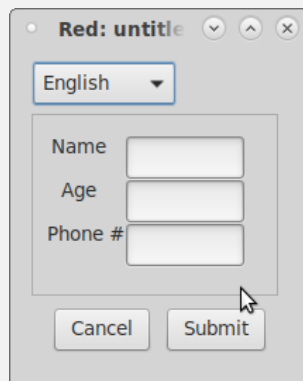 Red: untitle
English
Name
Age
Phone #
Cancel Submit